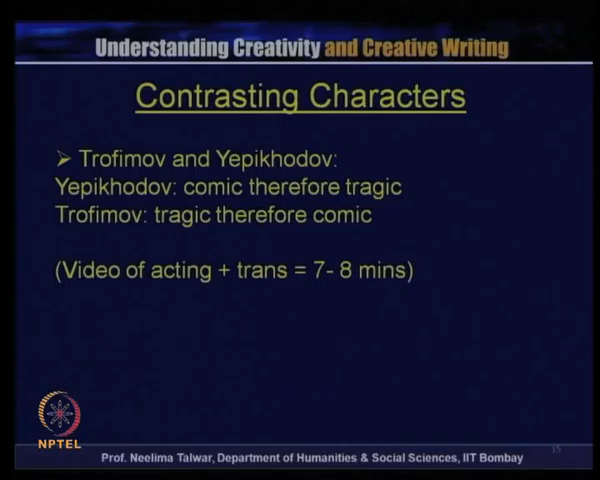 Understanding Creativity and Creative Writing
Contrasting Characters
➢ Trofimov and Yepikhodov:
Yepikhodov: comic therefore tragic
Trofimov: tragic therefore comic
(Video of acting + trans = 7- 8 mins)
NPTEL
15
Prof. Neelima Talwar, Department of Humanities & Social Sciences, IIT Bombay